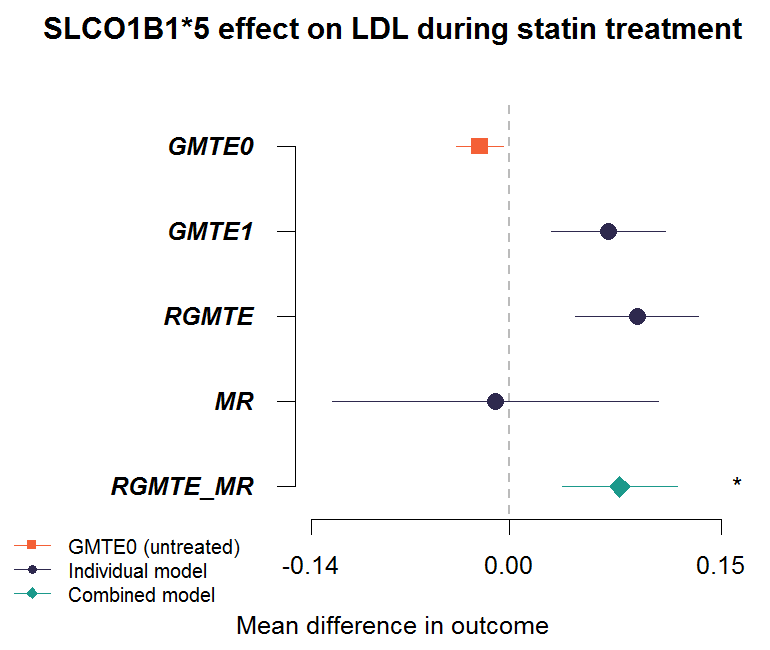 SLCO1B1*5 effect on LDL during statin treatment
GMTE0
GMTE1
RGMTE
MR
RGMTE_MR
*
GMTE0 (untreated)
Individual model
Combined model
-0.14 0.00 0.15
Mean difference in outcome